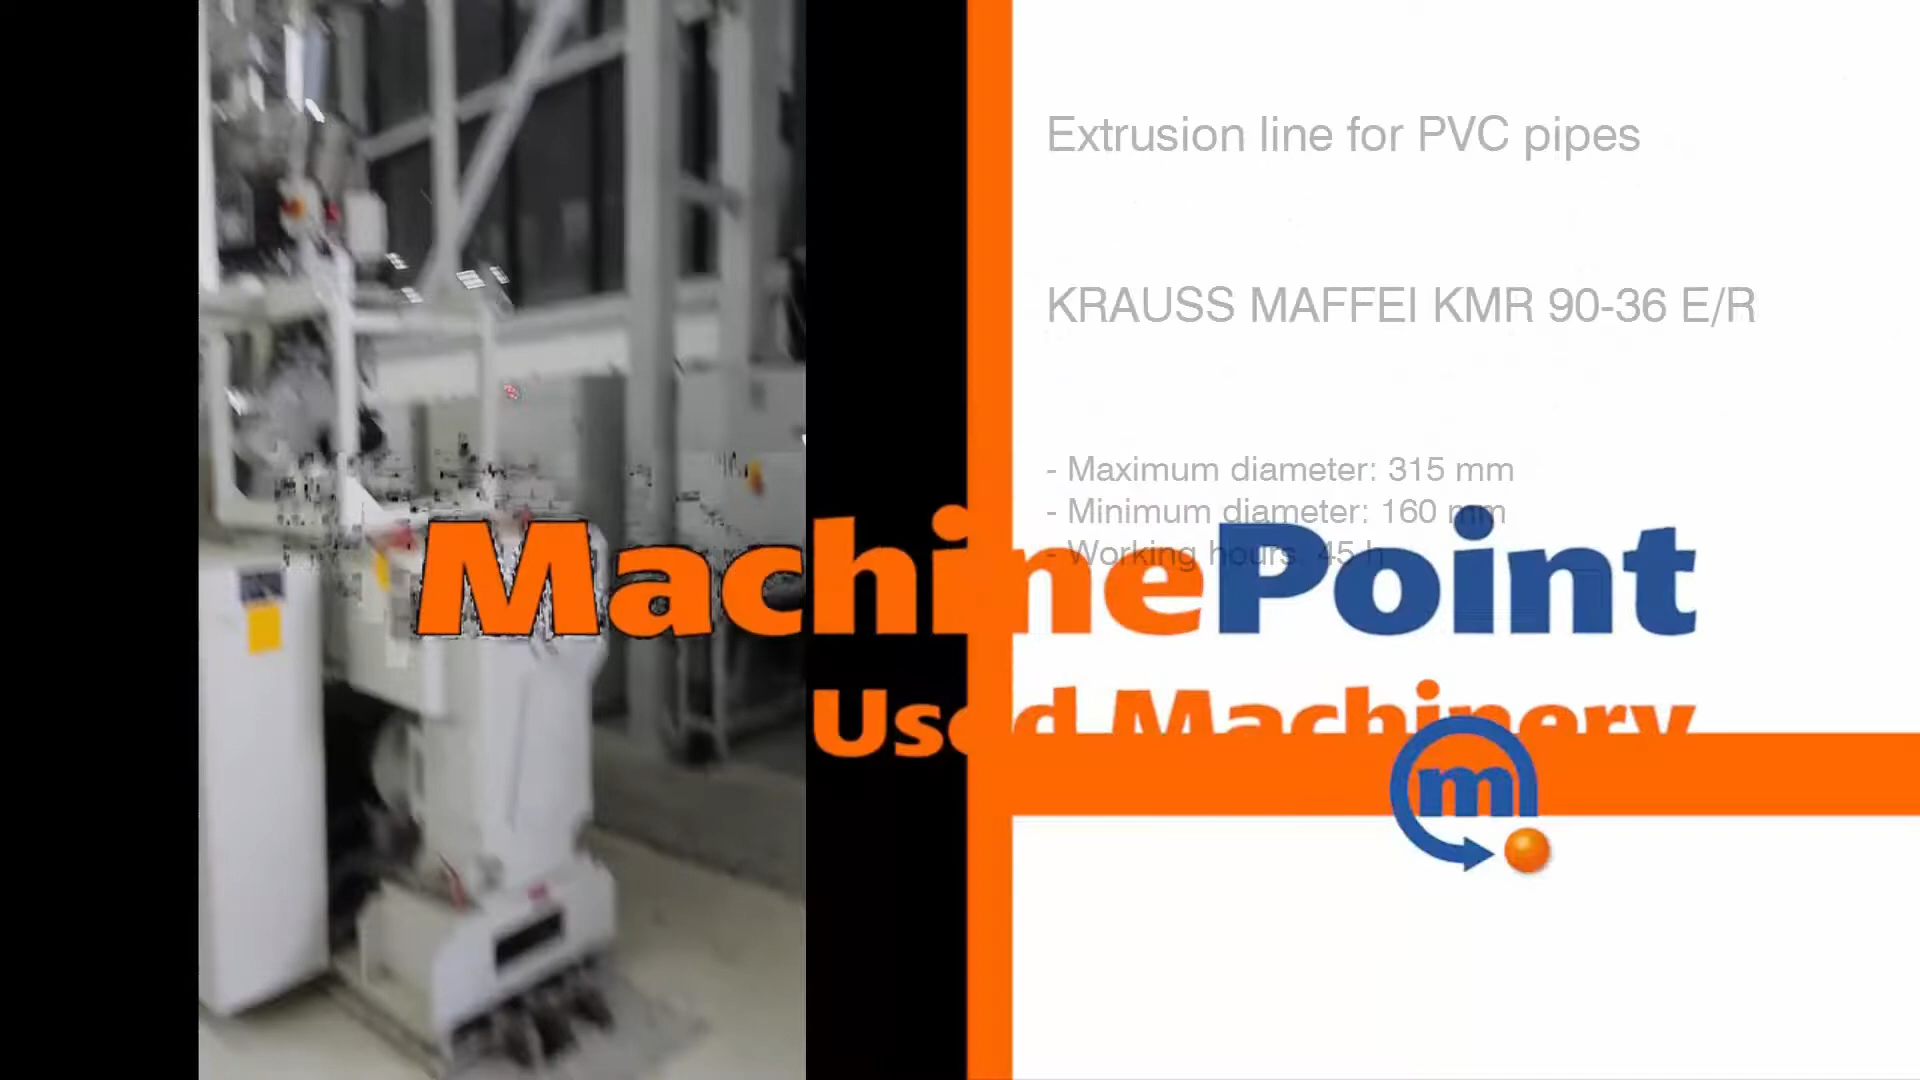 Extrusion line for PVC pipes
KRAUSS MAFFEI KMR 90-36 E/R
- Maximum diameter: 315 mm
- Minimum diameter: 160 mm
- Working hours: 45 h
MachinePoint
Used Machinery
m